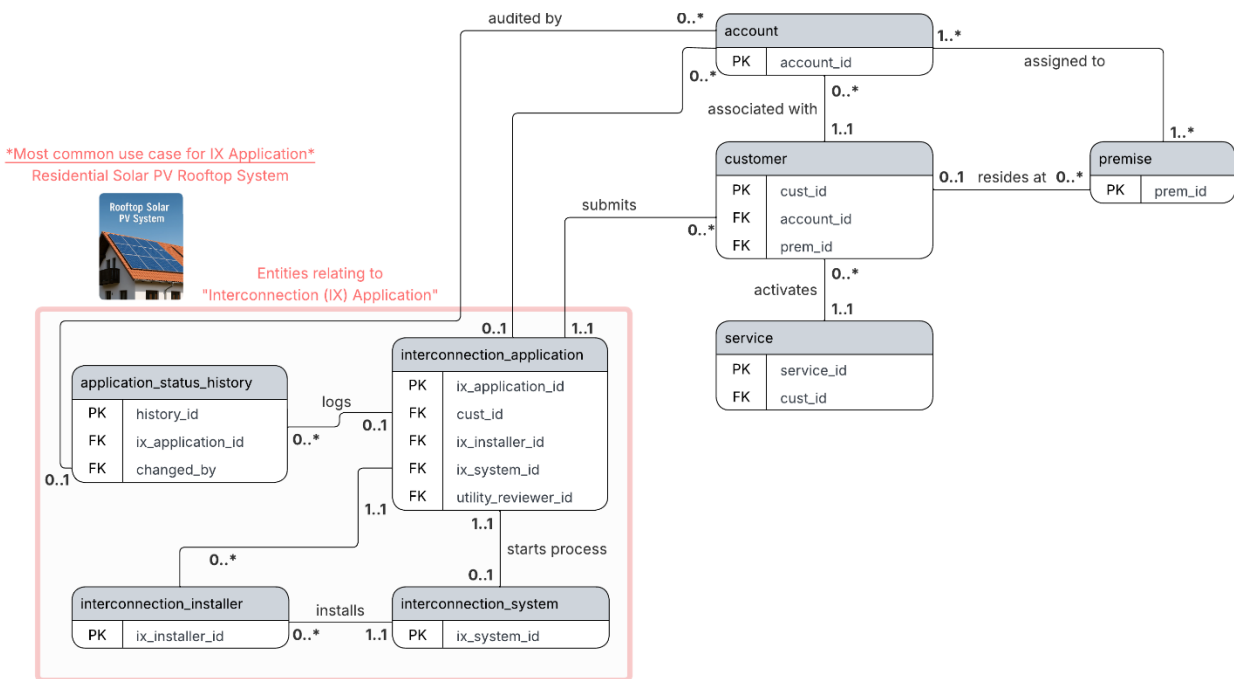 audited by
0..*
account
PK account_id
1..*
assigned to
0..*
0..*
associated with
1..1
*Most common use case for IX Application*
Residential Solar PV Rooftop System
Rooftop Solar
PV System
customer
PK cust_id
FK account_id
FK prem_id
0..1 resides at 0..*
1..*
premise
PK prem_id
submits
0..*
Entities relating to
"Interconnection (IX) Application"
0..*
activates
1..1
service
PK service_id
FK cust_id
0..1
1..1
application_status_history
PK history_id
FK ix_application_id
FK changed_by
0..1
logs
0..*
0..1
interconnection_application
PK ix_application_id
FK cust_id
FK ix_installer_id
FK ix_system_id
FK utility_reviewer_id
1..1
0..*
1..1
starts process
0..1
interconnection_installer
PK ix_installer_id
installs
0..*
1..1
interconnection_system
PK ix_system_id